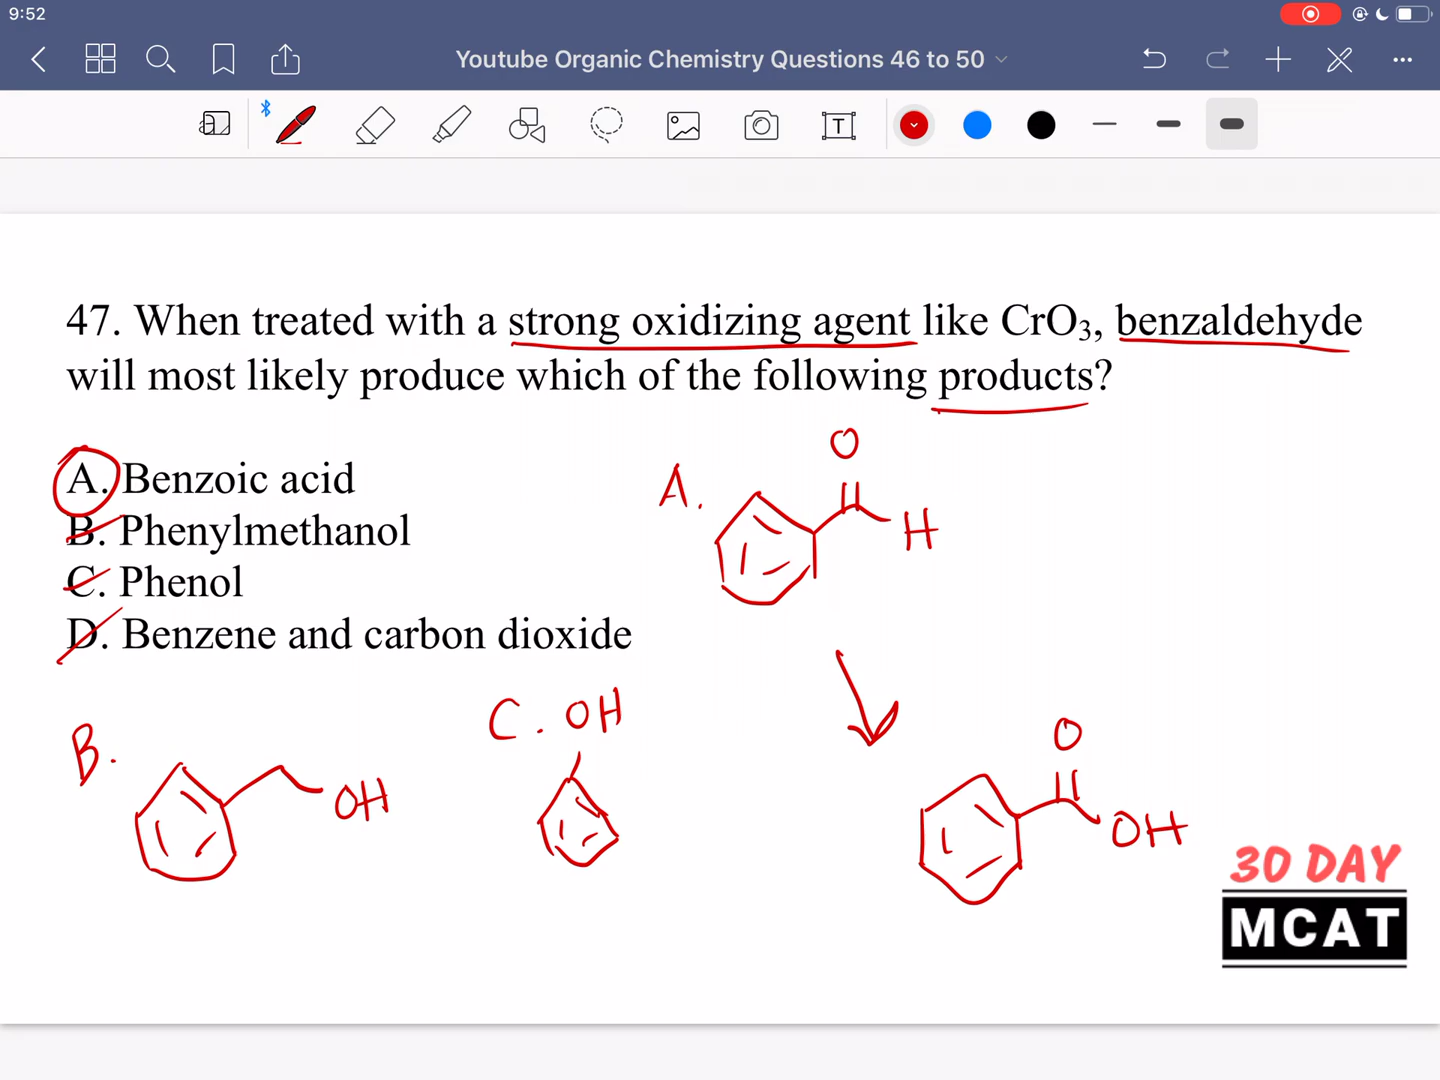 9:52
Youtube Organic Chemistry Questions 46 to 50
T
47. When treated with a strong oxidizing agent like CrO₃, benzaldehyde
will most likely produce which of the following products?
A. Benzoic acid
B. Phenylmethanol
C. Phenol
D. Benzene and carbon dioxide
A.
O
H
B.
OH
C. OH
O
OH
30 DAY
MCAT